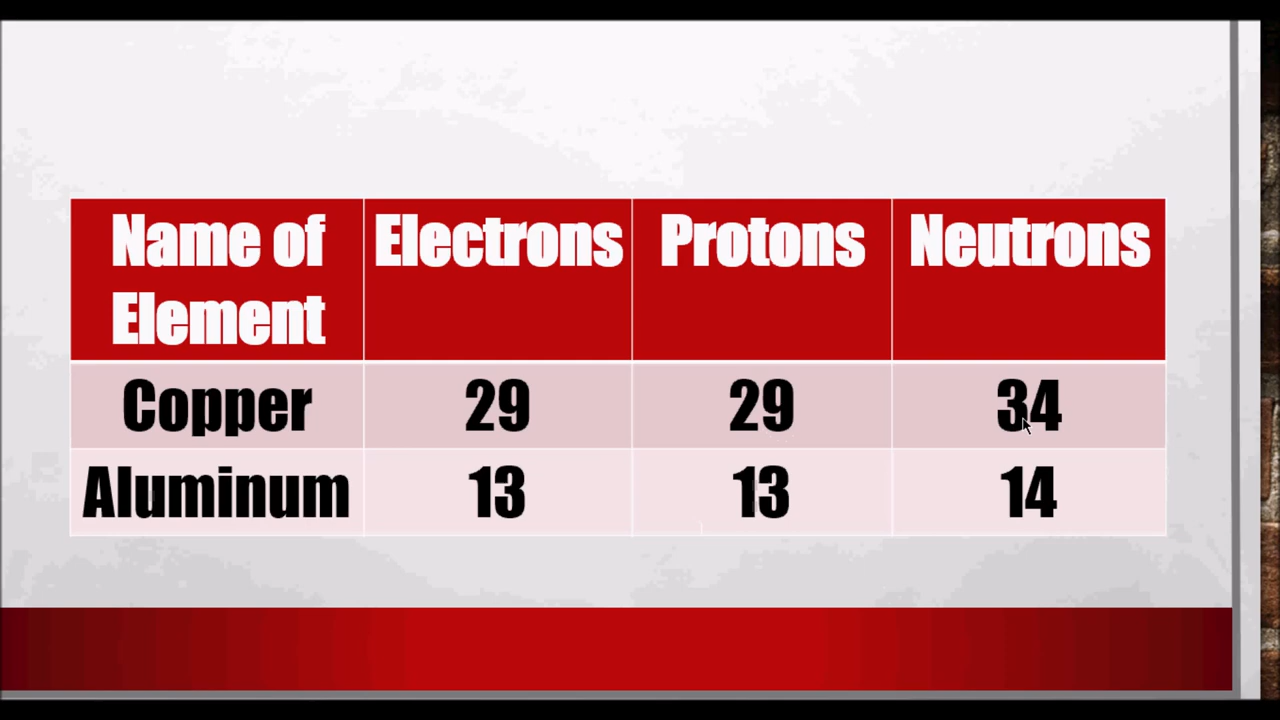 Name of Element Electrons Protons Neutrons
Copper 29 29 34
Aluminum 13 13 14